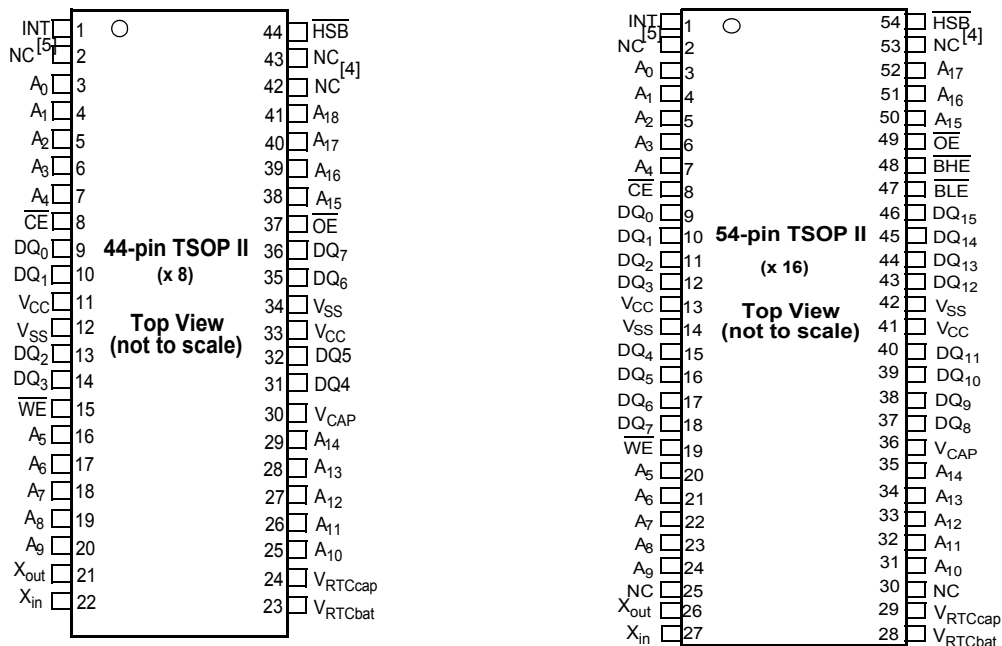 INT 1 44 H̅S̅B̅
NC[5] 2 43 NC[4]
A0 3 42 NC
A1 4 41 A18
A2 5 40 A17
A3 6 39 A16
A4 7 38 A15
C̅E̅ 8 37 O̅E̅
DQ0 9 36 DQ7
DQ1 10 35 DQ6
VCC 11 34 VSS
VSS 12 33 VCC
DQ2 13 32 DQ5
DQ3 14 31 DQ4
W̅E̅ 15 30 VCAP
A5 16 29 A14
A6 17 28 A13
A7 18 27 A12
A8 19 26 A11
A9 20 25 A10
Xout 21 24 VRTCcap
Xin 22 23 VRTCbat
44-pin TSOP II
(x 8)
Top View
(not to scale)
INT 1 54 H̅S̅B̅
NC[5] 2 53 NC[4]
A0 3 52 A17
A1 4 51 A16
A2 5 50 A15
A3 6 49 O̅E̅
A4 7 48 B̅H̅E̅
C̅E̅ 8 47 B̅L̅E̅
DQ0 9 46 DQ15
DQ1 10 45 DQ14
DQ2 11 44 DQ13
DQ3 12 43 DQ12
VCC 13 42 VSS
VSS 14 41 VCC
DQ4 15 40 DQ11
DQ5 16 39 DQ10
DQ6 17 38 DQ9
DQ7 18 37 DQ8
W̅E̅ 19 36 VCAP
A5 20 35 A14
A6 21 34 A13
A7 22 33 A12
A8 23 32 A11
A9 24 31 A10
NC 25 30 NC
Xout 26 29 VRTCcap
Xin 27 28 VRTCbat
54-pin TSOP II
(x 16)
Top View
(not to scale)